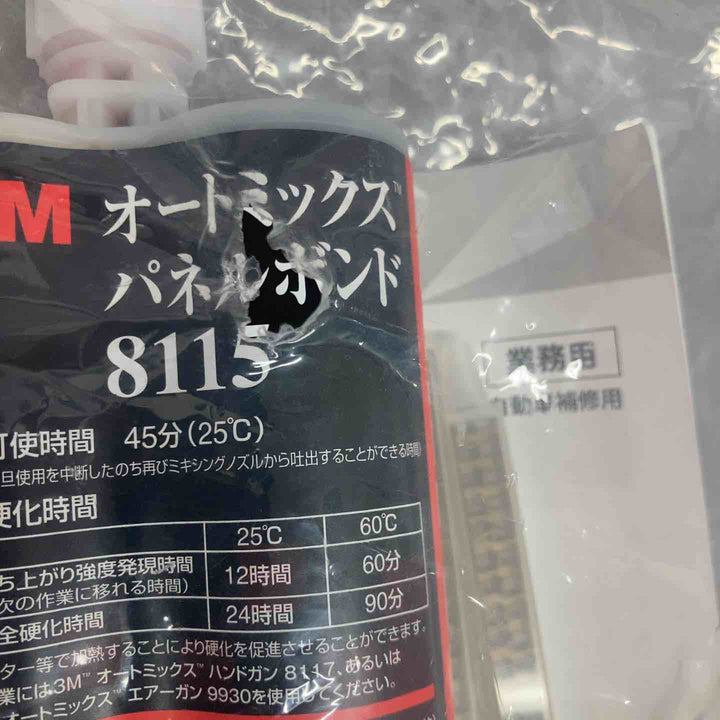 M オートミックス™
パネルボンド
8115
可使時間 45分(25℃)
旦使用を中断したのち再びミキシングノズルから吐出することができる時間)
硬化時間
25℃ 60℃
ち上がり強度発現時間 12時間 60分
次の作業に移れる時間)
全硬化時間 24時間 90分
ター等で加熱することにより硬化を促進させることができます。
業には3M™ オートミックス™ ハンドガン 8117、あるいは
オートミックス™ エアーガン 9930を使用してください。
業務用
自動車補修用